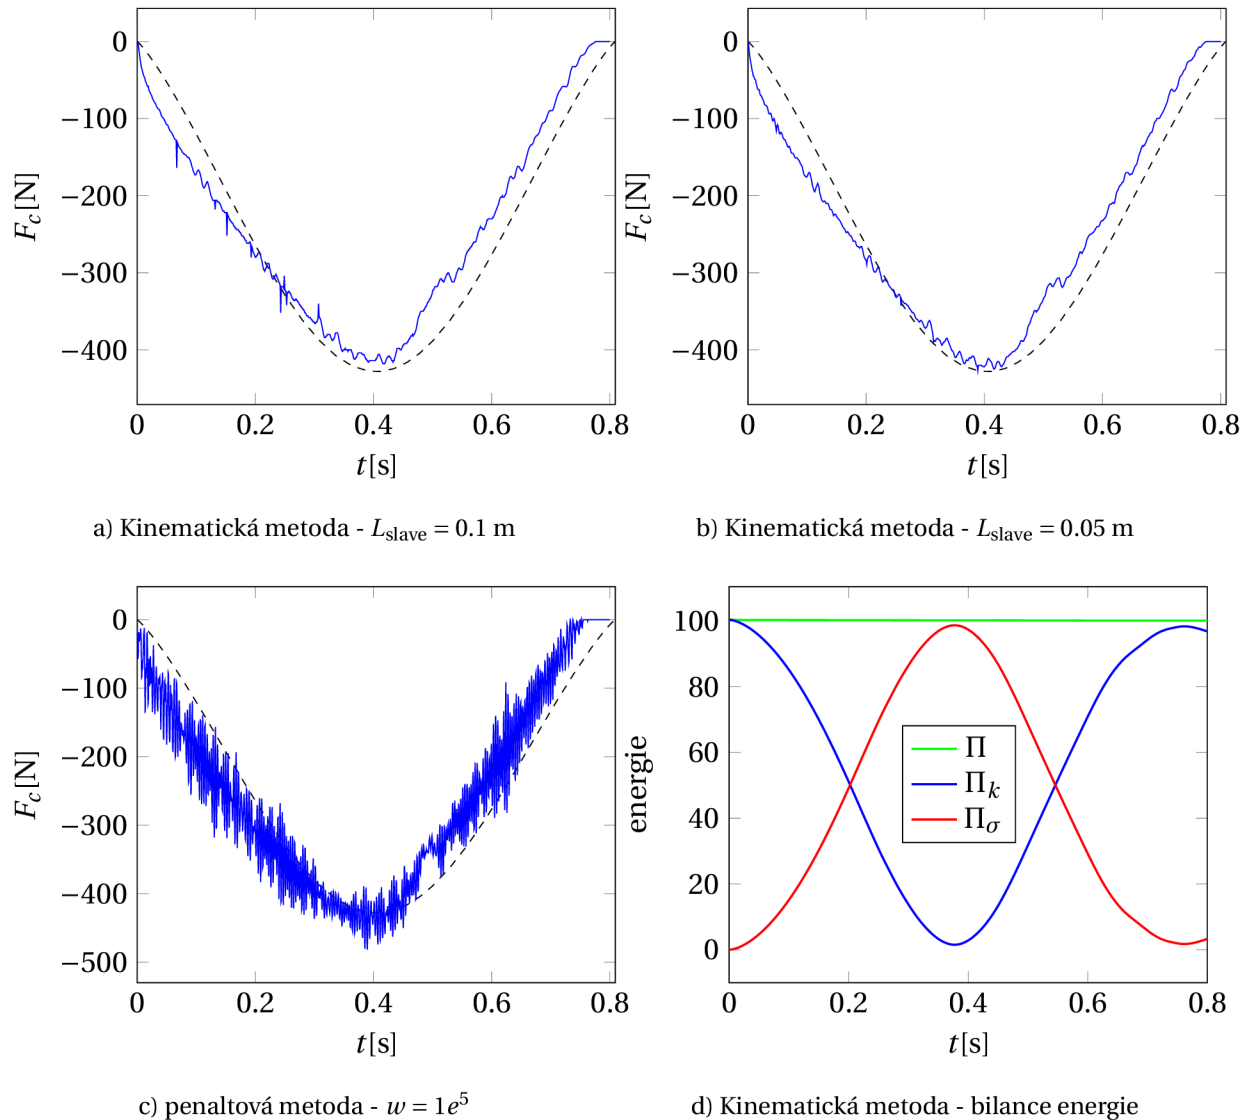 0
−100
−200
−300
−400
F_c[N]
0 0.2 0.4 0.6 0.8
t[s]
a) Kinematická metoda - L_slave = 0.1 m
0
−100
−200
−300
−400
F_c[N]
0 0.2 0.4 0.6 0.8
t[s]
b) Kinematická metoda - L_slave = 0.05 m
0
−100
−200
−300
−400
−500
F_c[N]
0 0.2 0.4 0.6 0.8
t[s]
c) penaltová metoda - w = 1e⁵
100
80
60
40
20
0
energie
Π
Π_k
Π_σ
0 0.2 0.4 0.6 0.8
t[s]
d) Kinematická metoda - bilance energie